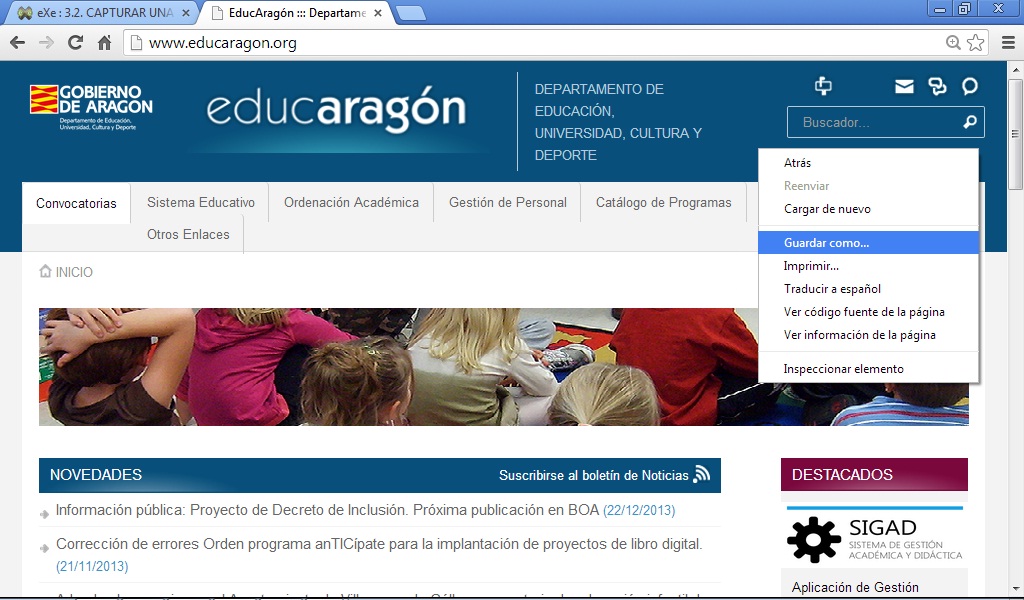 eXe : 3.2. CAPTURAR UNA
EducAragón ::: Departame
www.educaragon.org
GOBIERNO
DE ARAGON
Departamento de Educación,
Universidad, Cultura y Deporte
educaragón
DEPARTAMENTO DE
EDUCACIÓN,
UNIVERSIDAD, CULTURA Y
DEPORTE
Buscador...
Convocatorias
Sistema Educativo
Ordenación Académica
Gestión de Personal
Catálogo de Programas
Otros Enlaces
Atrás
Reenviar
Cargar de nuevo
Guardar como...
Imprimir...
Traducir a español
Ver código fuente de la página
Ver información de la página
Inspeccionar elemento
INICIO
NOVEDADES
Suscribirse al boletín de Noticias
Información pública: Proyecto de Decreto de Inclusión. Próxima publicación en BOA (22/12/2013)
Corrección de errores Orden programa anTICípate para la implantación de proyectos de libro digital.
(21/11/2013)
DESTACADOS
SIGAD
SISTEMA DE GESTIÓN
ACADÉMICA Y DIDÁCTICA
Aplicación de Gestión